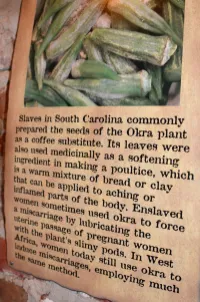 Slaves in South Carolina commonly
prepared the seeds of the Okra plant
as a coffee substitute. Its leaves were
also used medicinally as a softening
ingredient in making a poultice, which
is a warm mixture of bread or clay
that can be applied to aching or
inflamed parts of the body. Enslaved
women sometimes used okra to force
a miscarriage by lubricating the
uterine passage of pregnant women
with the plant's slimy pods. In West
Africa, women today still use okra to
induce miscarriages, employing much
the same method.